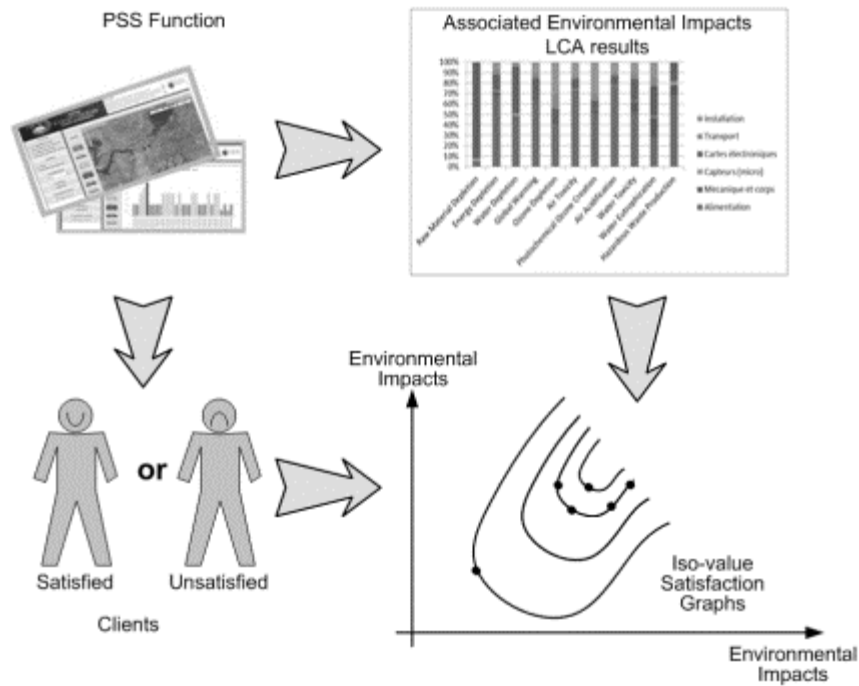 PSS Function
Associated Environmental Impacts
LCA results
100%
90%
80%
70%
60%
50%
40%
30%
20%
10%
0%
Raw Material Depletion
Energy Depletion
Water Depletion
Global Warming
Ozone Depletion
Air Toxicity
Photochemical Ozone Creation
Air Acidification
Water Toxicity
Water Eutrophication
Hazardous Waste Production
Installation
Transport
Cartes électroniques
Capteurs (micro)
Mécanique et corps
Alimentation
Environmental
Impacts
or
Satisfied
Unsatisfied
Clients
Iso-value
Satisfaction
Graphs
Environmental
Impacts